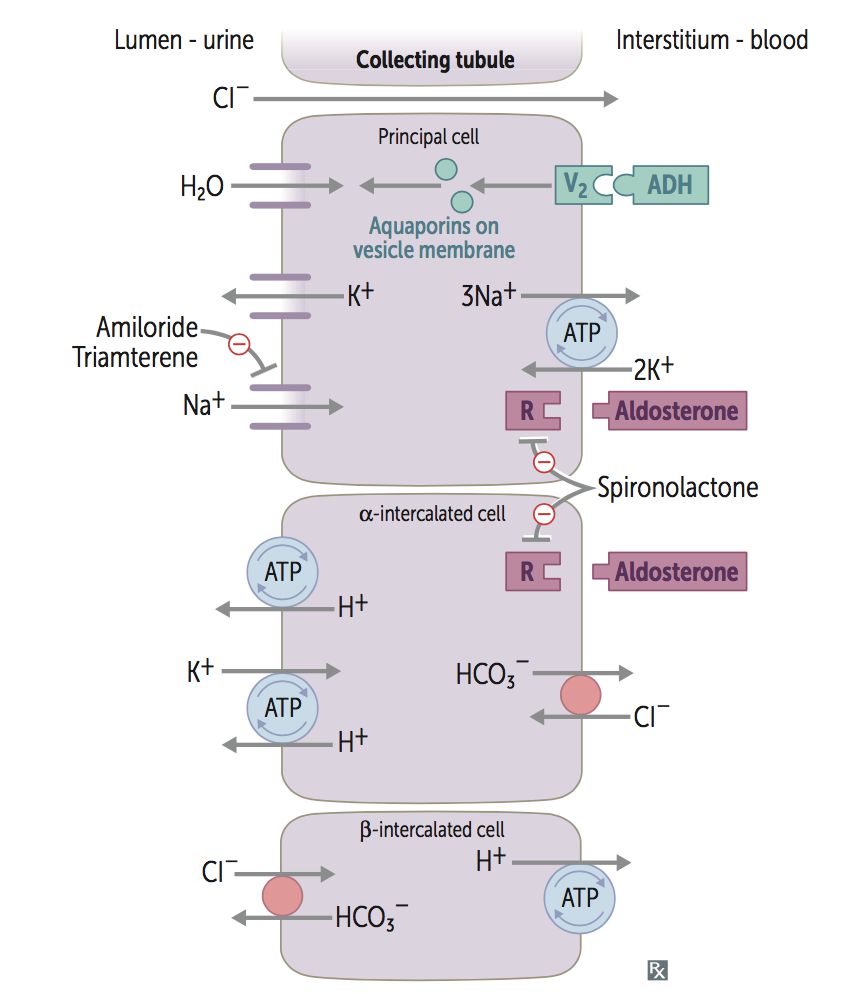 Lumen - urine
Interstitium - blood
Collecting tubule
Cl⁻
Principal cell
H₂O
V₂
ADH
Aquaporins on
vesicle membrane
K+
3Na+
ATP
2K+
Amiloride
Triamterene
Na+
R
Aldosterone
Spironolactone
α-intercalated cell
ATP
H+
R
Aldosterone
K+
ATP
H+
HCO₃⁻
Cl⁻
β-intercalated cell
Cl⁻
HCO₃⁻
H+
ATP
Rx